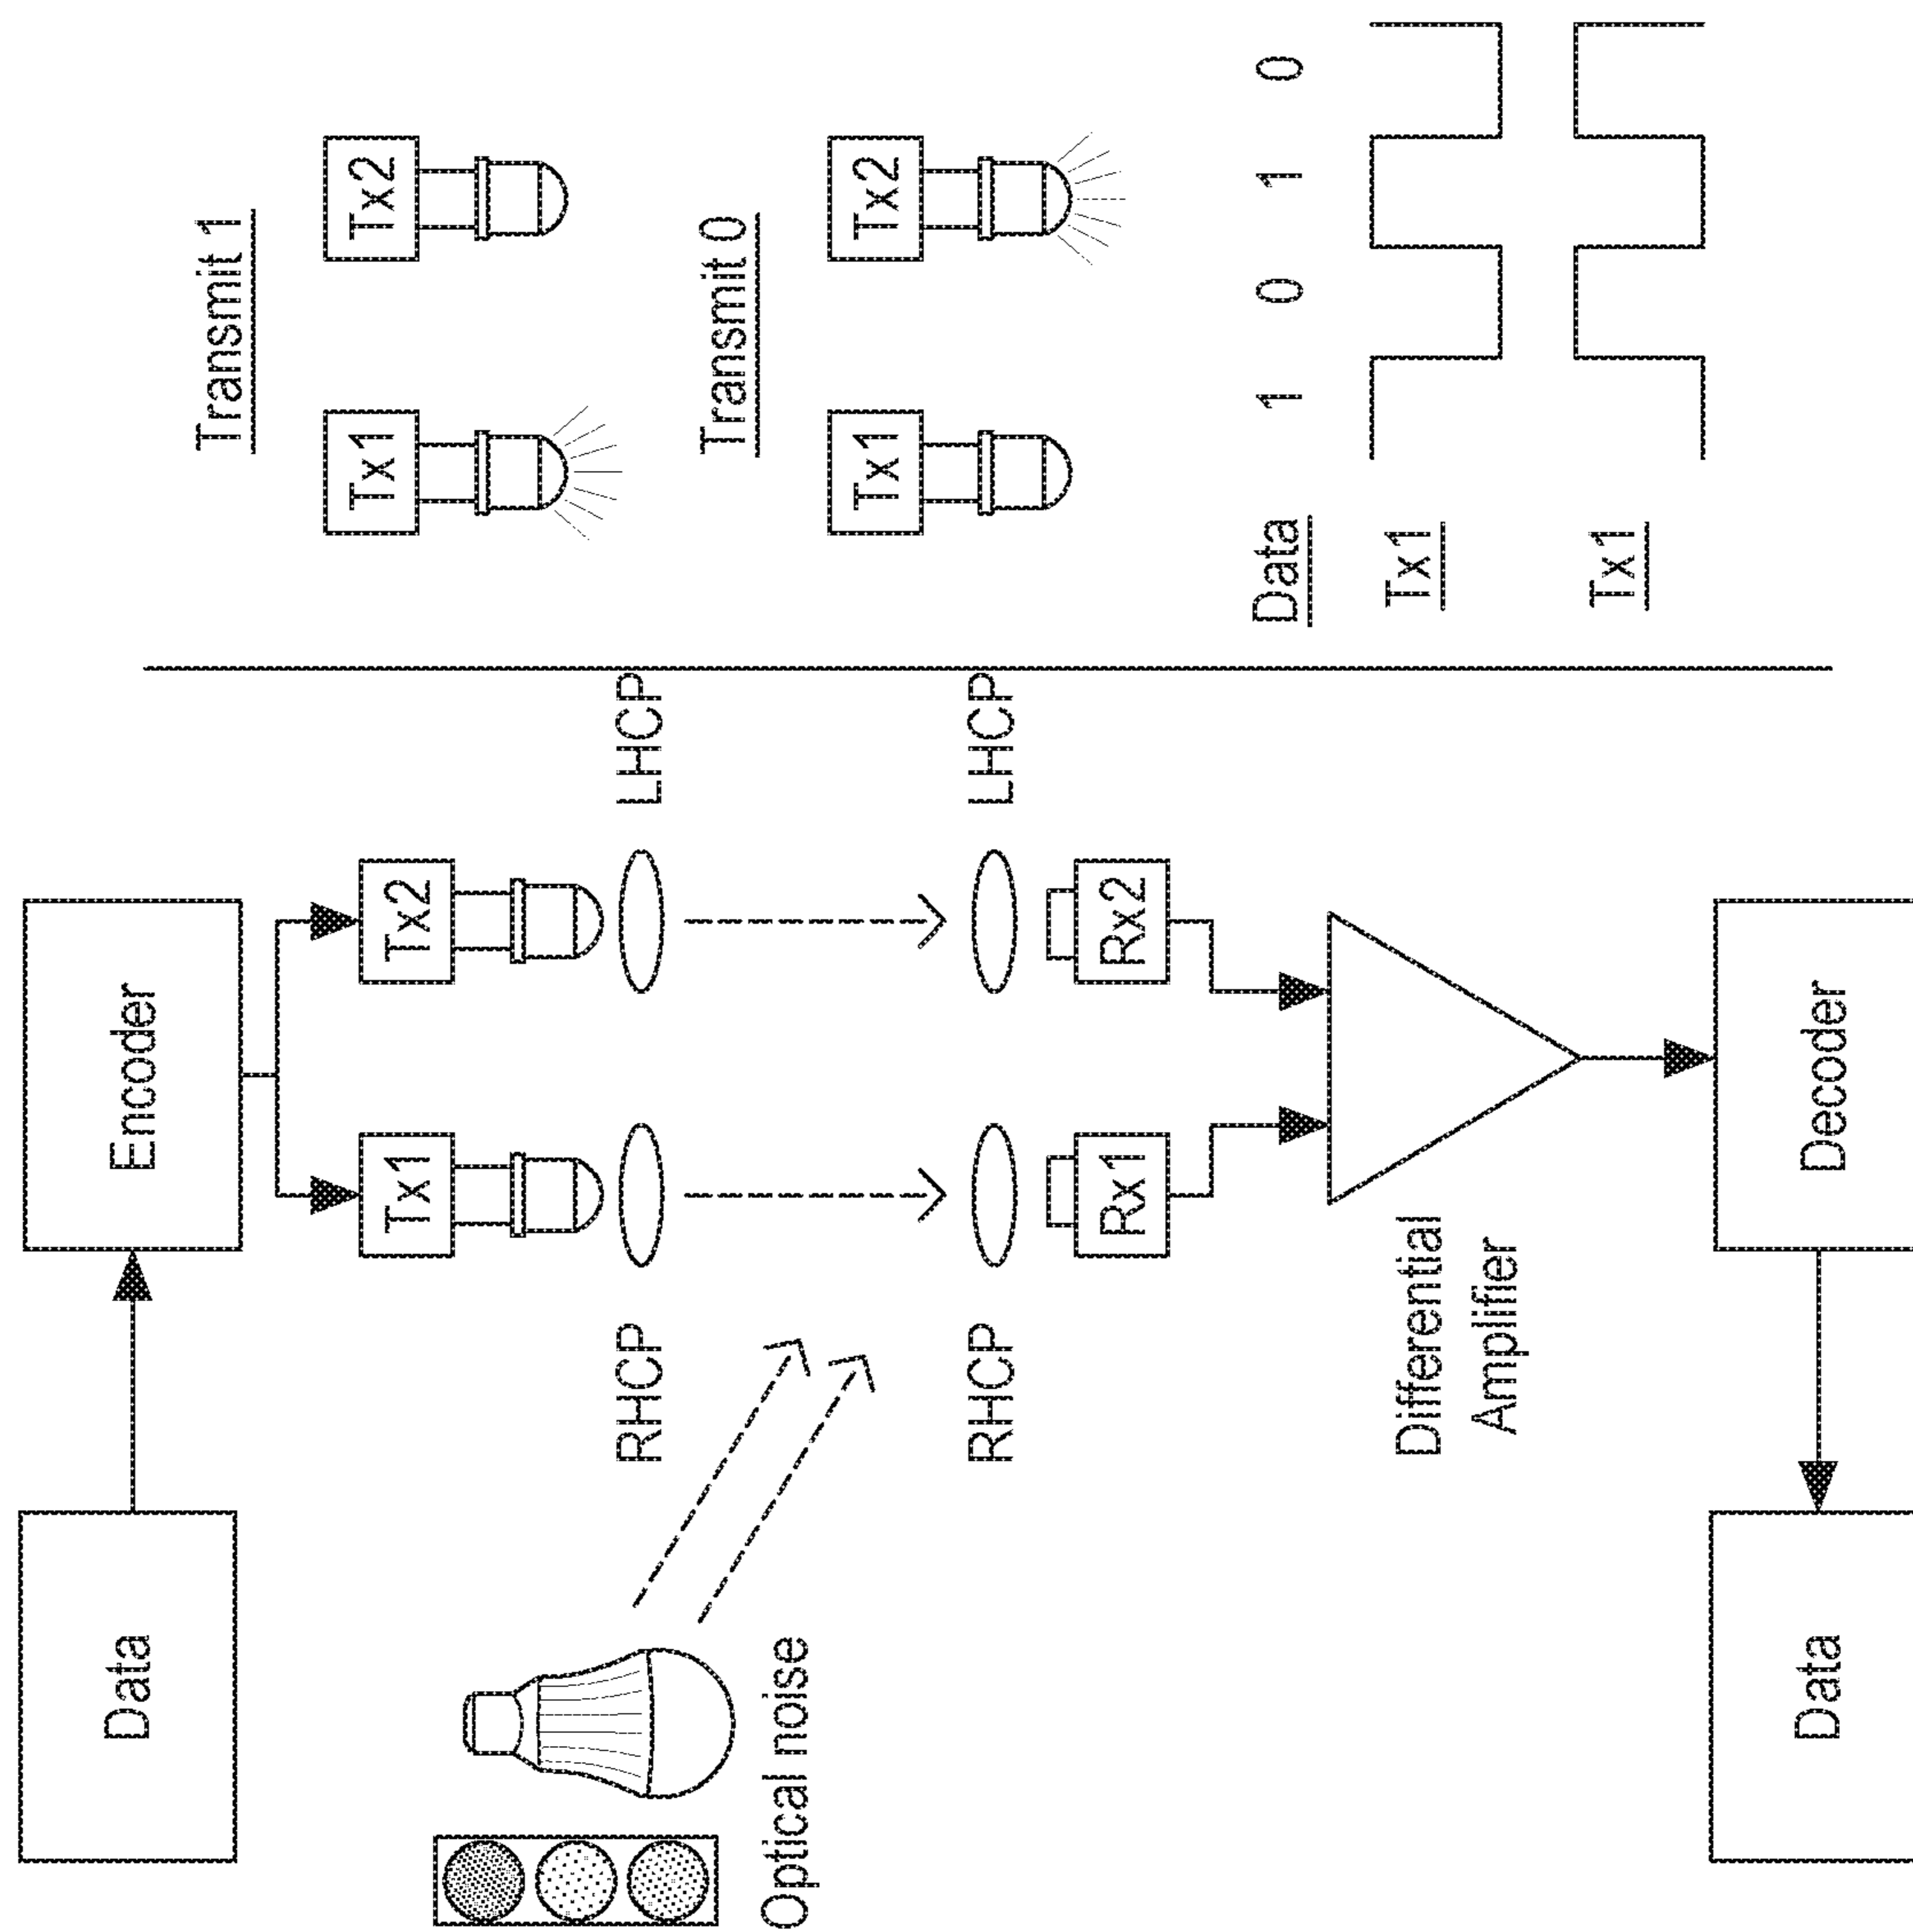 Data
Encoder
Tx1
Tx2
RHCP
LHCP
Optical noise
RHCP
LHCP
Rx1
Rx2
Differential
Amplifier
Data
Decoder
Transmit 1
Tx1
Tx2
Transmit 0
Tx1
Tx2
Data 1 0 1 0
Tx1
Tx1